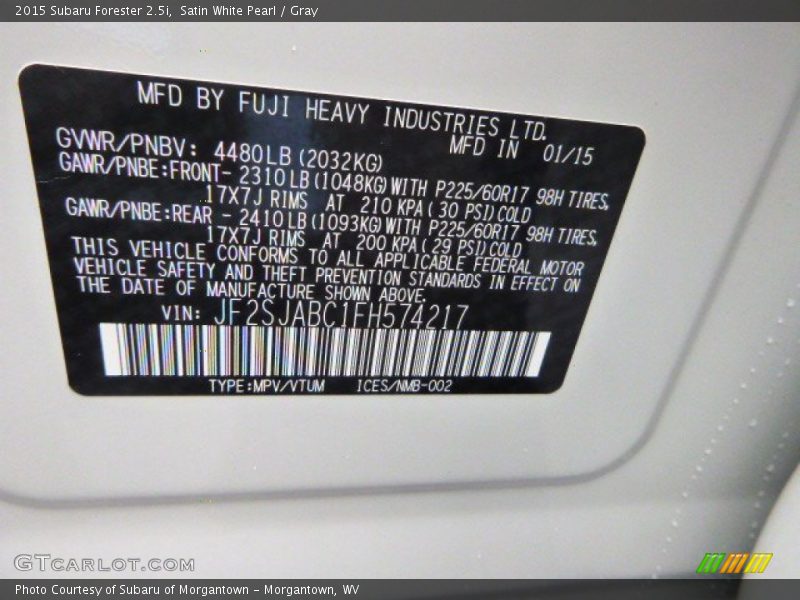 2015 Subaru Forester 2.5i,  Satin White Pearl / Gray
MFD BY FUJI HEAVY INDUSTRIES LTD.
MFD IN 01/15
GVWR/PNBV: 4480LB (2032KG)
GAWR/PNBE:FRONT- 2310LB (1048KG) WITH P225/60R17 98H TIRES,
17X7J RIMS AT 210 KPA (30 PSI) COLD
GAWR/PNBE:REAR - 2410LB (1093KG) WITH P225/60R17 98H TIRES,
17X7J RIMS AT 200 KPA (29 PSI) COLD
THIS VEHICLE CONFORMS TO ALL APPLICABLE FEDERAL MOTOR
VEHICLE SAFETY AND THEFT PREVENTION STANDARDS IN EFFECT ON
THE DATE OF MANUFACTURE SHOWN ABOVE.
VIN: JF2SJABC1FH574217
TYPE:MPV/VTUM ICES/NMB-002
GTCARLOT.COM
Photo Courtesy of Subaru of Morgantown - Morgantown, WV